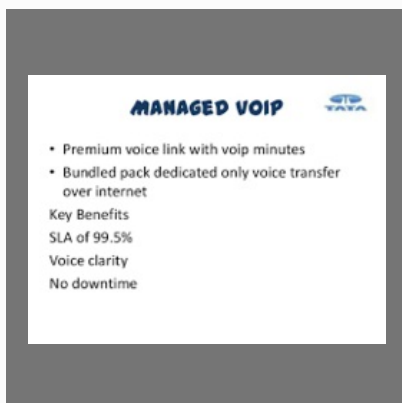 MANAGED VOIP
TATA
• Premium voice link with voip minutes
• Bundled pack dedicated only voice transfer
over internet
Key Benefits
SLA of 99.5%
Voice clarity
No downtime